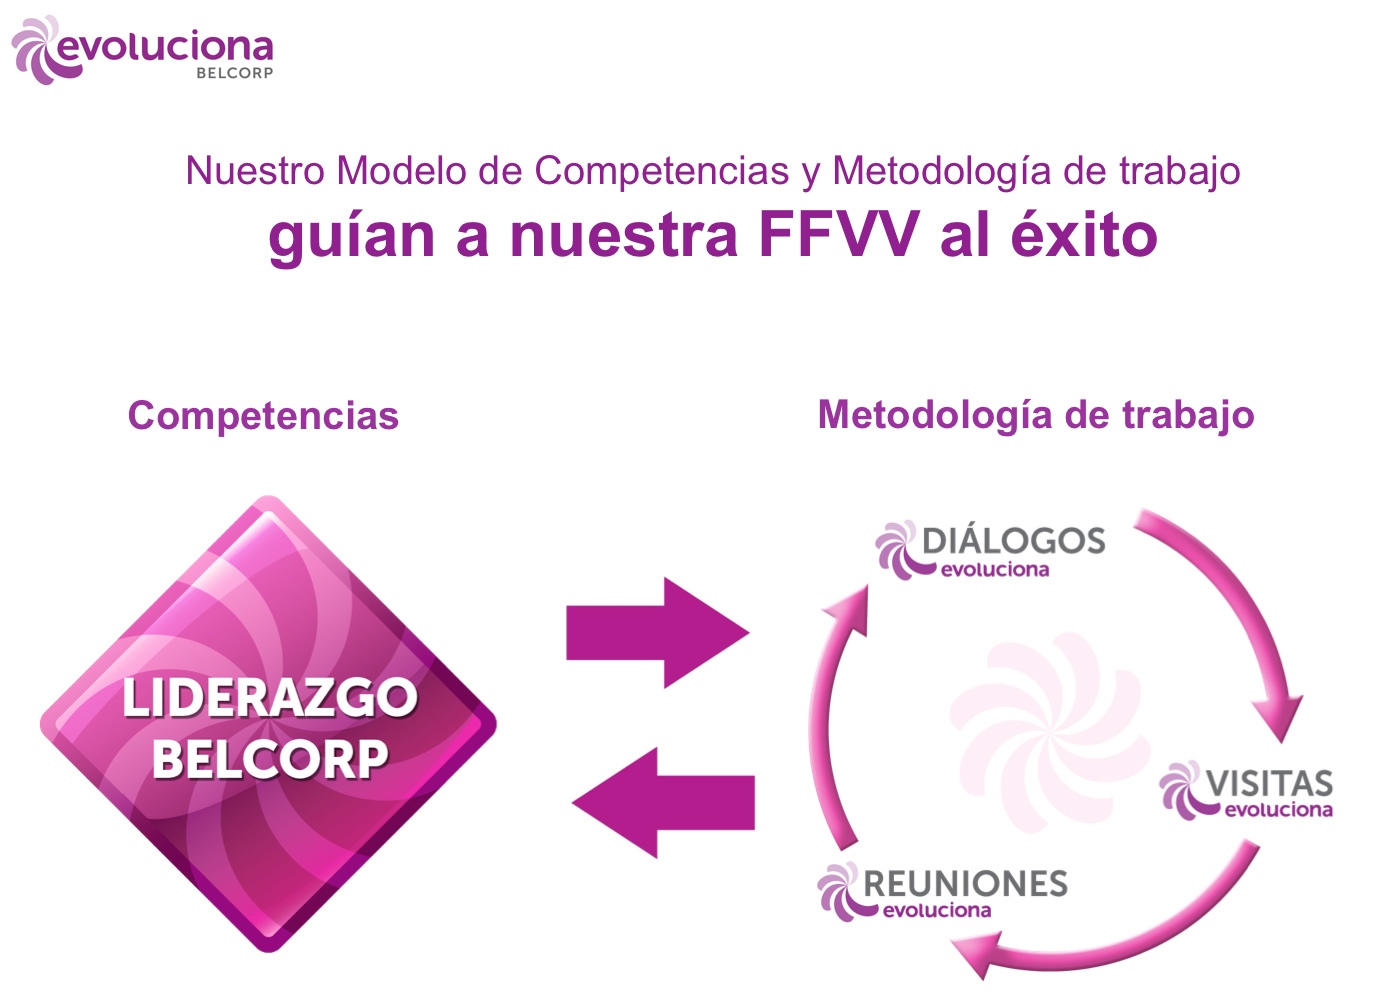 evoluciona
BELCORP
Nuestro Modelo de Competencias y Metodología de trabajo
guían a nuestra FFVV al éxito
Competencias
Metodología de trabajo
LIDERAZGO
BELCORP
DIÁLOGOS
evoluciona
VISITAS
evoluciona
REUNIONES
evoluciona